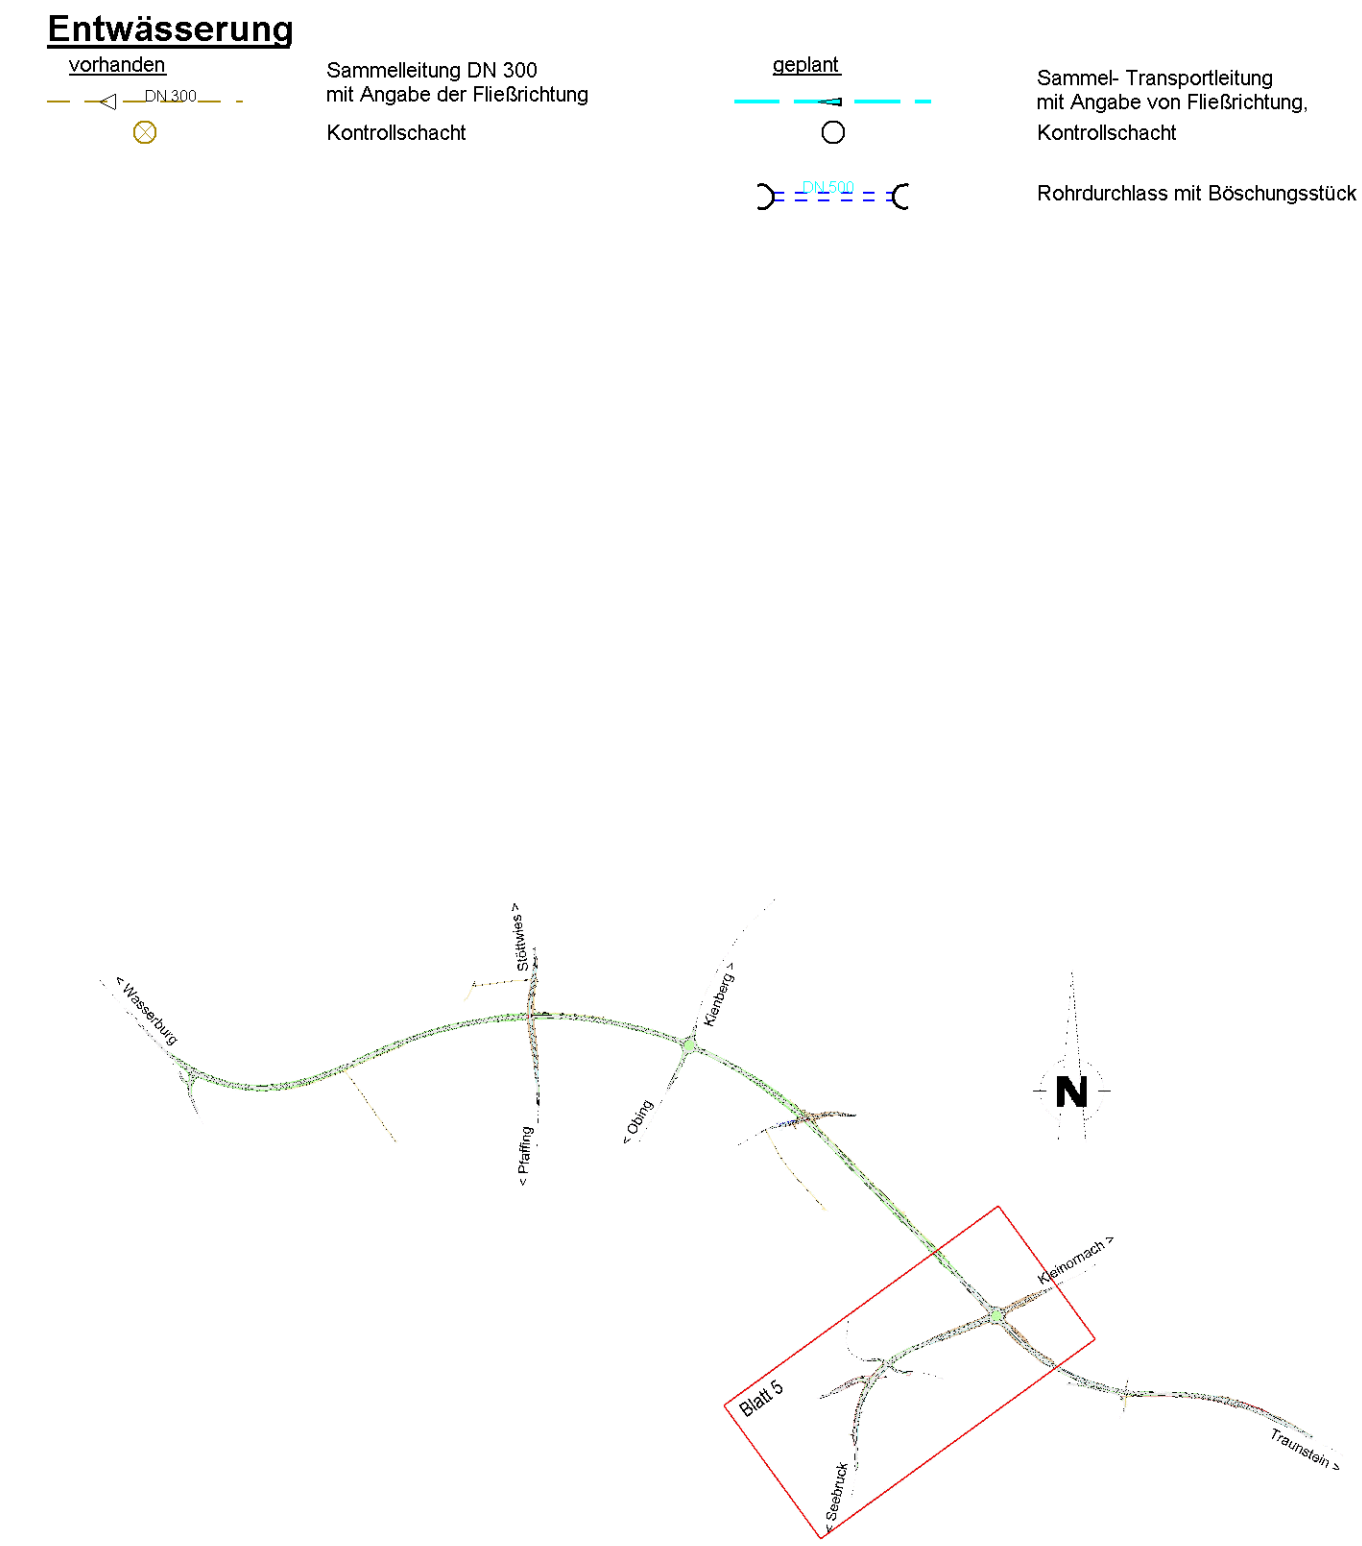 Entwässerung
vorhanden
DN 300
Sammelleitung DN 300
mit Angabe der Fließrichtung
Kontrollschacht
geplant
Sammel- Transportleitung
mit Angabe von Fließrichtung,
Kontrollschacht
DN 500
Rohrdurchlass mit Böschungsstück
< Wasserburg
Stöttwies >
Kienberg >
< Obing
< Pfaffing
N
Kleinornach >
Blatt 5
< Seebruck
Traunstein >